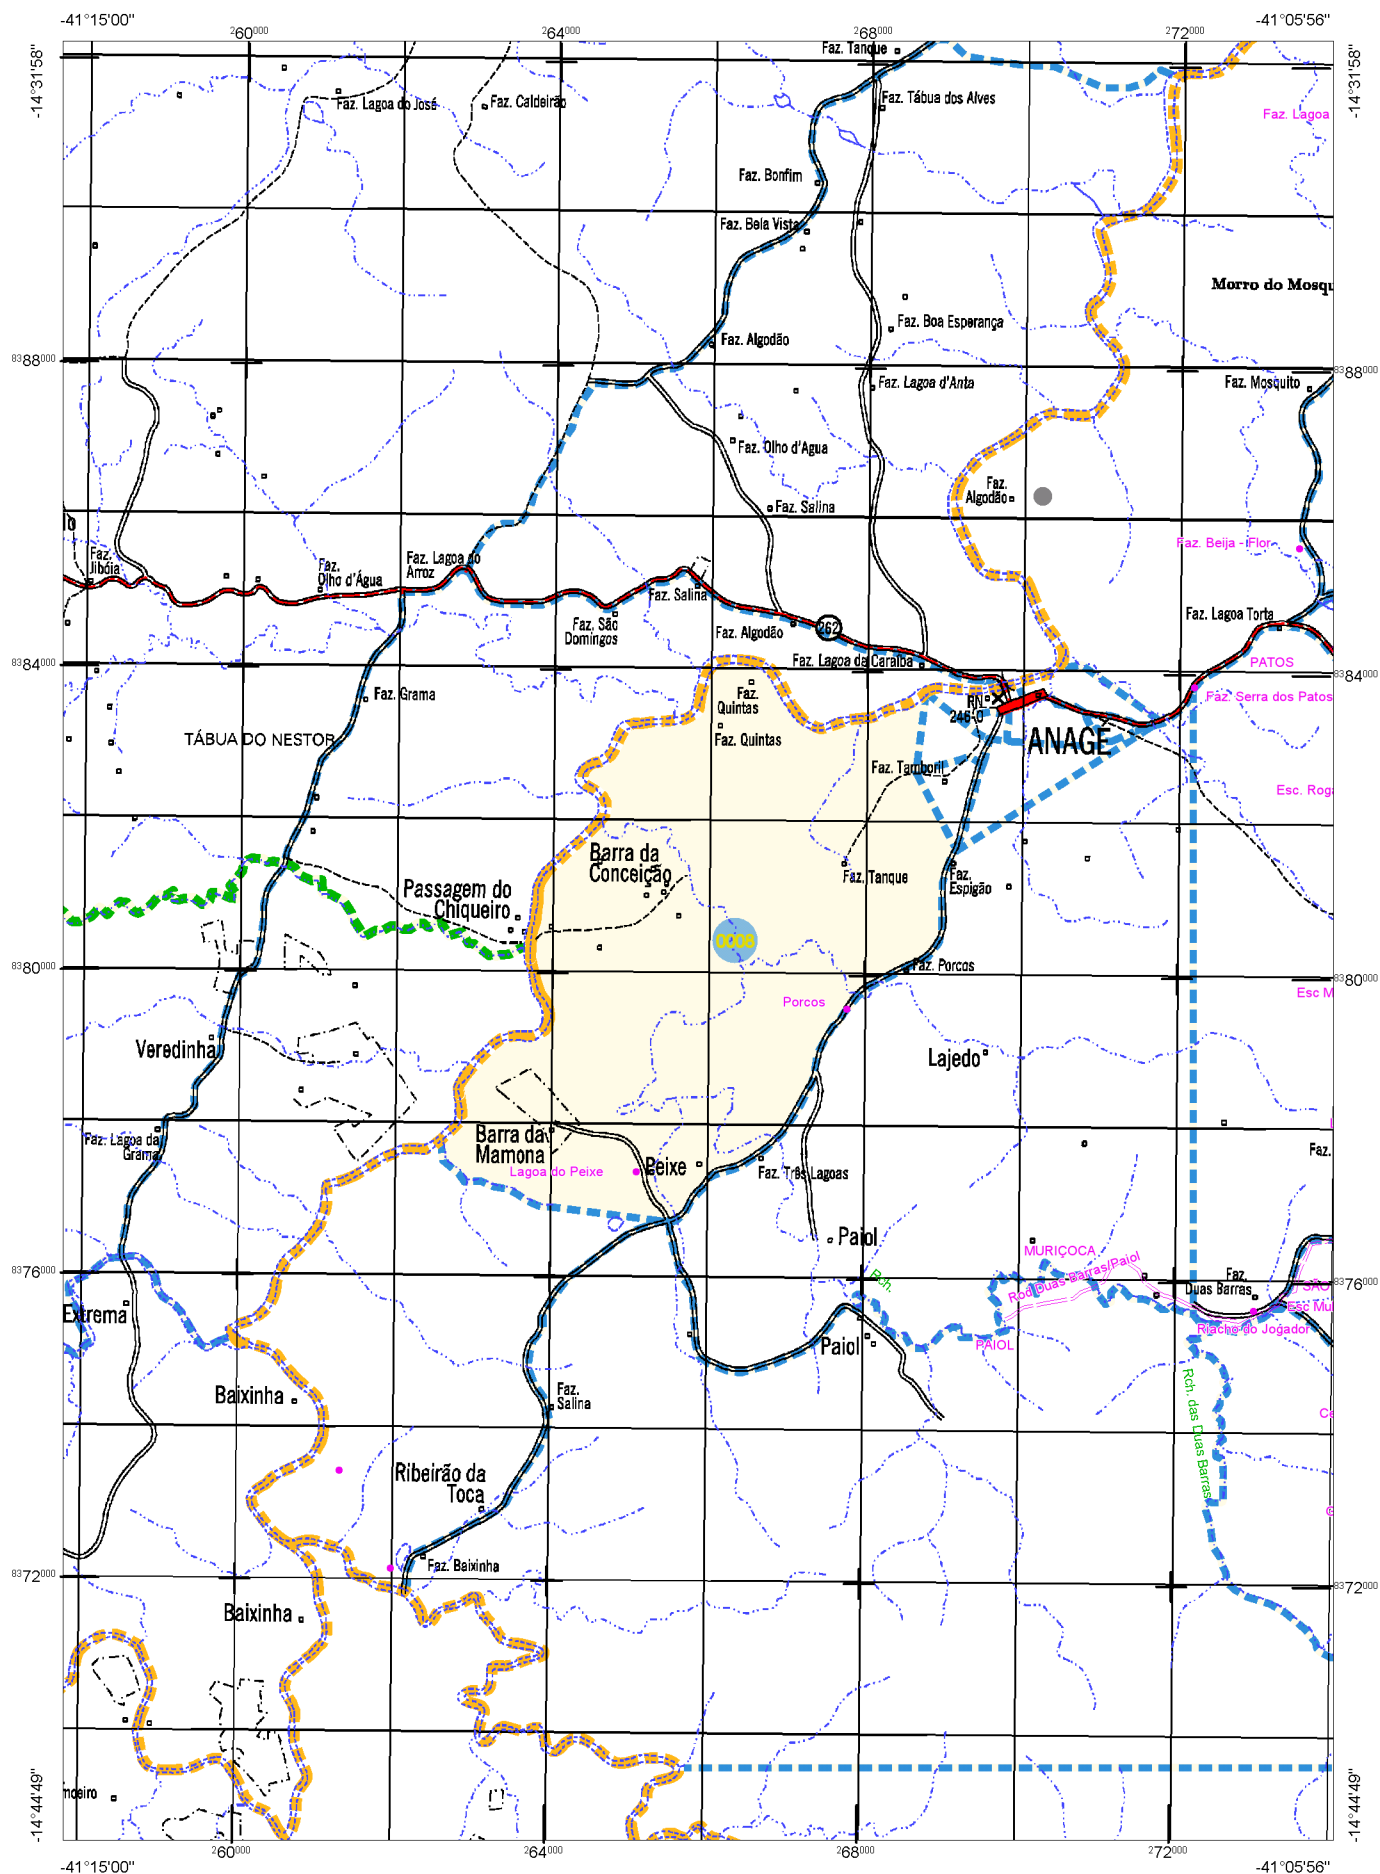 -41°15'00"
-41°05'56"
260000
264000
268000
272000
-14°31'58"
-14°31'58"
Faz. Tanque
Faz. Lagoa do José
Faz. Caldeirão
Faz. Tábua dos Alves
Faz. Lagoa
Faz. Bonfim
Faz. Bela Vista
Morro do Mosqu
Faz. Boa Esperança
Faz. Algodão
8388000
8388000
Faz. Lagoa d'Anta
Faz. Mosquito
Faz. Olho d'Agua
Faz.
Algodão
Faz. Salina
lo
Faz. Beija - Flor
Faz.
Jibóia
Faz.
Olho d'Água
Faz. Lagoa do
Arroz
Faz. Salina
Faz. São
Domingos
Faz. Algodão
262
Faz. Lagoa Torta
Faz. Lagoa da Caraíba
8384000
8384000
PATOS
Faz. Grama
Faz.
Quintas
RN
246-0
Faz. Serra dos Patos
TÁBUA DO NESTOR
Faz. Quintas
ANAGÉ
Faz. Tamboril
Esc. Roga
Barra da
Conceição
Passagem do
Chiqueiro
Faz. Tanque
Faz.
Espigão
0008
8380000
8380000
Faz. Porcos
Porcos
Esc M
Veredinha
Lajedo
Faz. Lagoa da
Grama
Barra da
Mamona
Lagoa do Peixe
Peixe
Faz. Três Lagoas
Faz.
Paiol
MURIÇOCA
Rch.
Rod Duas Barras/Paiol
8376000
8376000
Faz.
Duas Barras
SÃO
Extrema
Esc Mul
Riacho do Jogador
Paiol
PAIOL
Baixinha
Faz.
Salina
Rch. das Duas Barras
Ce
Ribeirão da
Toca
Faz. Baixinha
8372000
8372000
Baixinha
moeiro
-14°44'49"
-14°44'49"
260000
264000
268000
272000
-41°15'00"
-41°05'56"